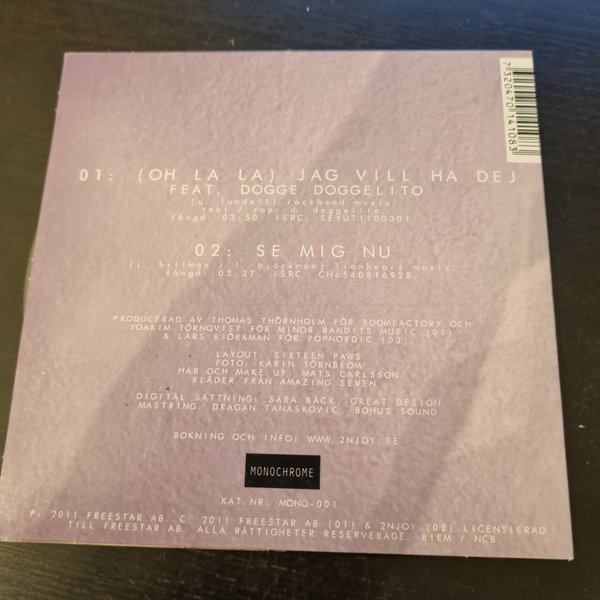 7320470141083
01: (OH LA LA) JAG VILL HA DEJ
FEAT. DOGGE DOGGELITO
(u. lundell) rockhead music.
text / rap: d. doggelito.
längd: 03:50. ISRC: SEYUT1100301.
02: SE MIG NU
(j. hillman / l. björkman) lionheart music.
längd: 03:37. ISRC: CH6540816928.
PRODUCERAD AV THOMAS THÖRNHOLM FÖR BOOMFACTORY OCH
JOAKIM TÖRNQVIST FÖR MINOR BANDITS MUSIC (01)
& LARS BJÖRKMAN FÖR POPNORDIC (02)
LAYOUT: SIXTEEN PAWS
FOTO: KARIN TÖRNBLOM
HÅR OCH MAKE UP: MATS CARLSSON
KLÄDER FRÅN AMAZING SEVEN
DIGITAL SÄTTNING: SARA BÄCK, GREAT DESIGN
MASTRING: DRAGAN TANASKOVIC, BOHUS SOUND
BOKNING OCH INFO: WWW.2NJOY.SE
MONOCHROME
KAT.NR: MONO-001.
P: 2011 FREESTAR AB. C: 2011 FREESTAR AB (01) & 2NJOY (02) LICENSIERAD
TILL FREESTAR AB. ALLA RÄTTIGHETER RESERVERADE. BIEM / NCB.